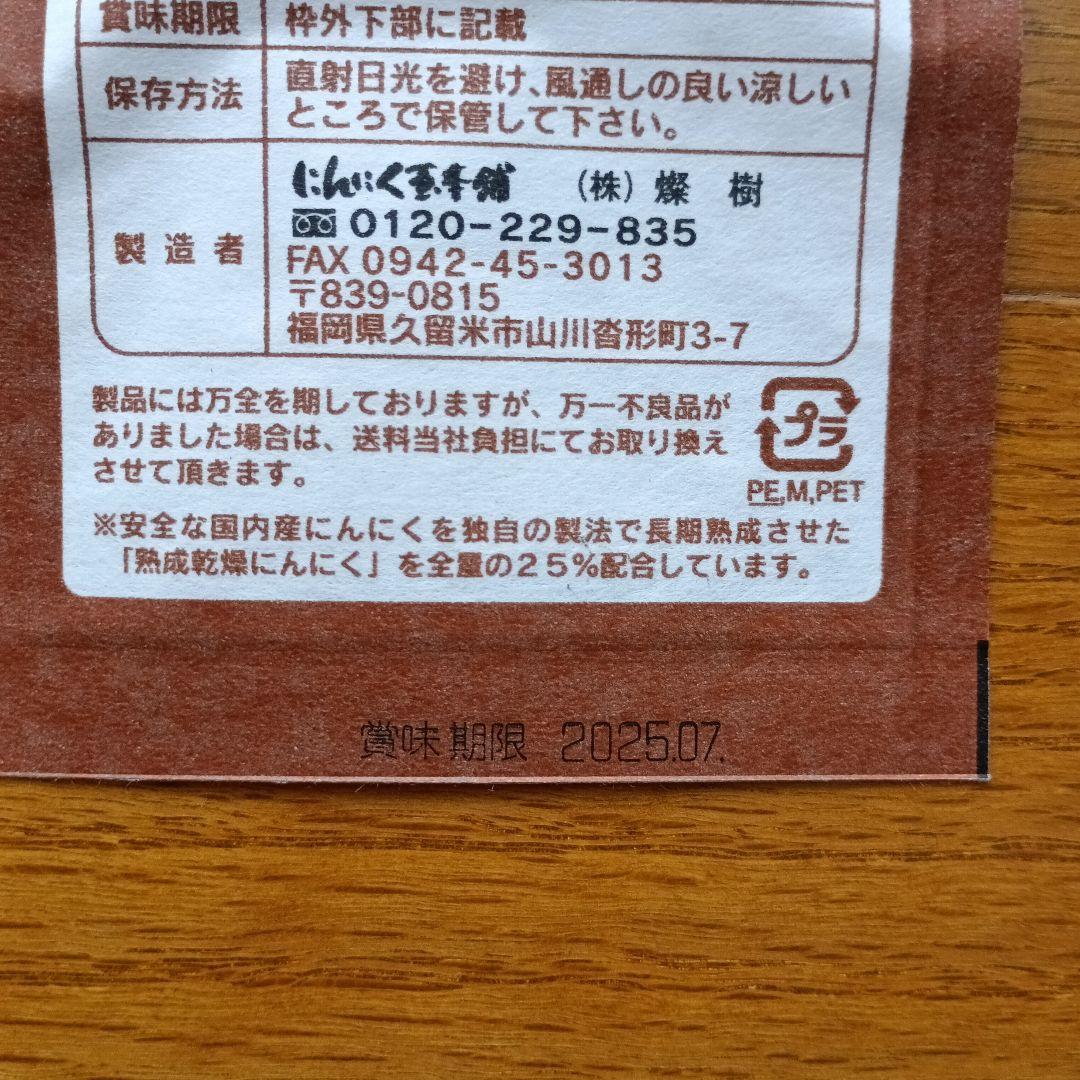 賞味期限 枠外下部に記載
保存方法 直射日光を避け、風通しの良い涼しい
ところで保管して下さい。
製造者 にんにく玉本舗 (株) 燦 樹
0120-229-835
FAX 0942-45-3013
〒839-0815
福岡県久留米市山川沓形町3-7
製品には万全を期しておりますが、万一不良品が
ありました場合は、送料当社負担にてお取り換え
させて頂きます。
プラ
PE,M,PET
※安全な国内産にんにくを独自の製法で長期熟成させた
「熟成乾燥にんにく」を全量の25%配合しています。
賞味期限 2025.07.